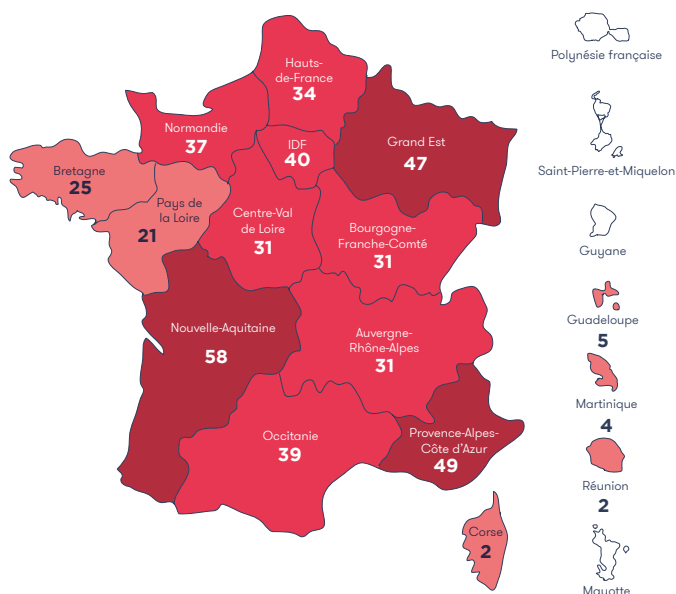 Hauts-
de-France
34
Normandie
37
IDF
40
Grand Est
47
Bretagne
25
Pays de
la Loire
21
Centre-Val
de Loire
31
Bourgogne-
Franche-Comté
31
Nouvelle-Aquitaine
58
Auvergne-
Rhône-Alpes
31
Occitanie
39
Provence-Alpes-
Côte d'Azur
49
Corse
2
Polynésie française
Saint-Pierre-et-Miquelon
Guyane
Guadeloupe
5
Martinique
4
Réunion
2
Mayotte